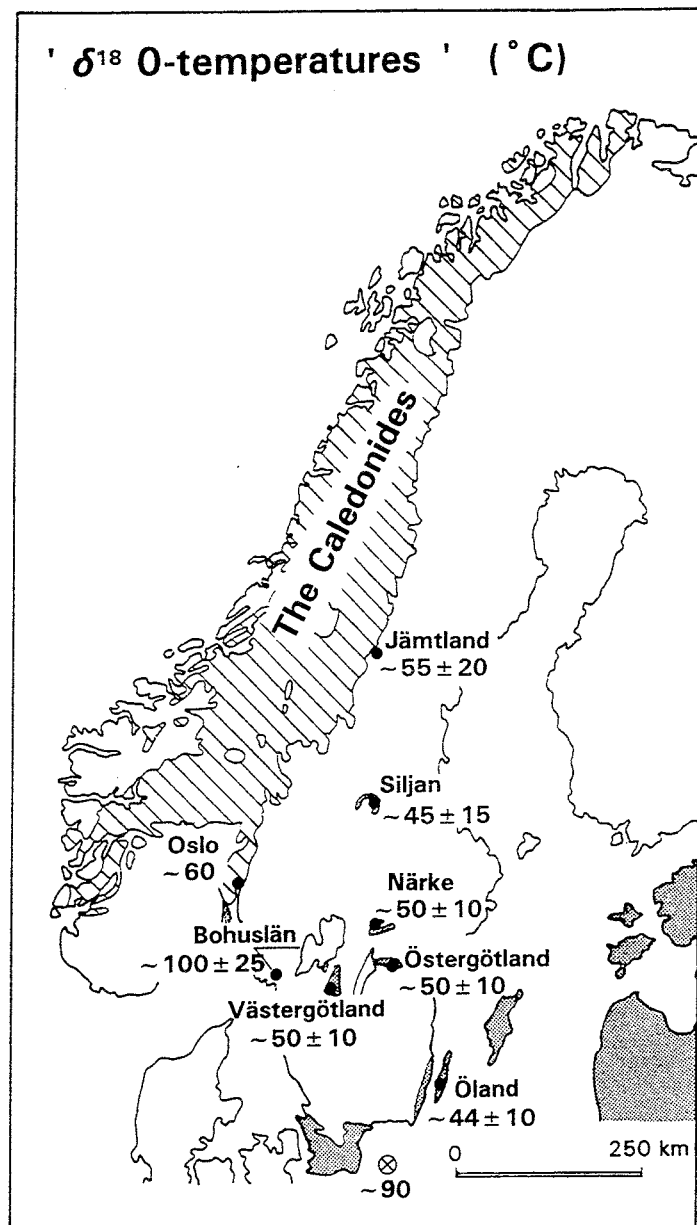 ' δ¹⁸ O-temperatures ' (°C)
The Caledonides
Jämtland
~55 ± 20
Siljan
~45 ± 15
Oslo
~60
Närke
~50 ± 10
Bohuslän
~100 ± 25
Östergötland
~50 ± 10
Västergötland
~50 ± 10
Öland
~44 ± 10
0 250 km
~90